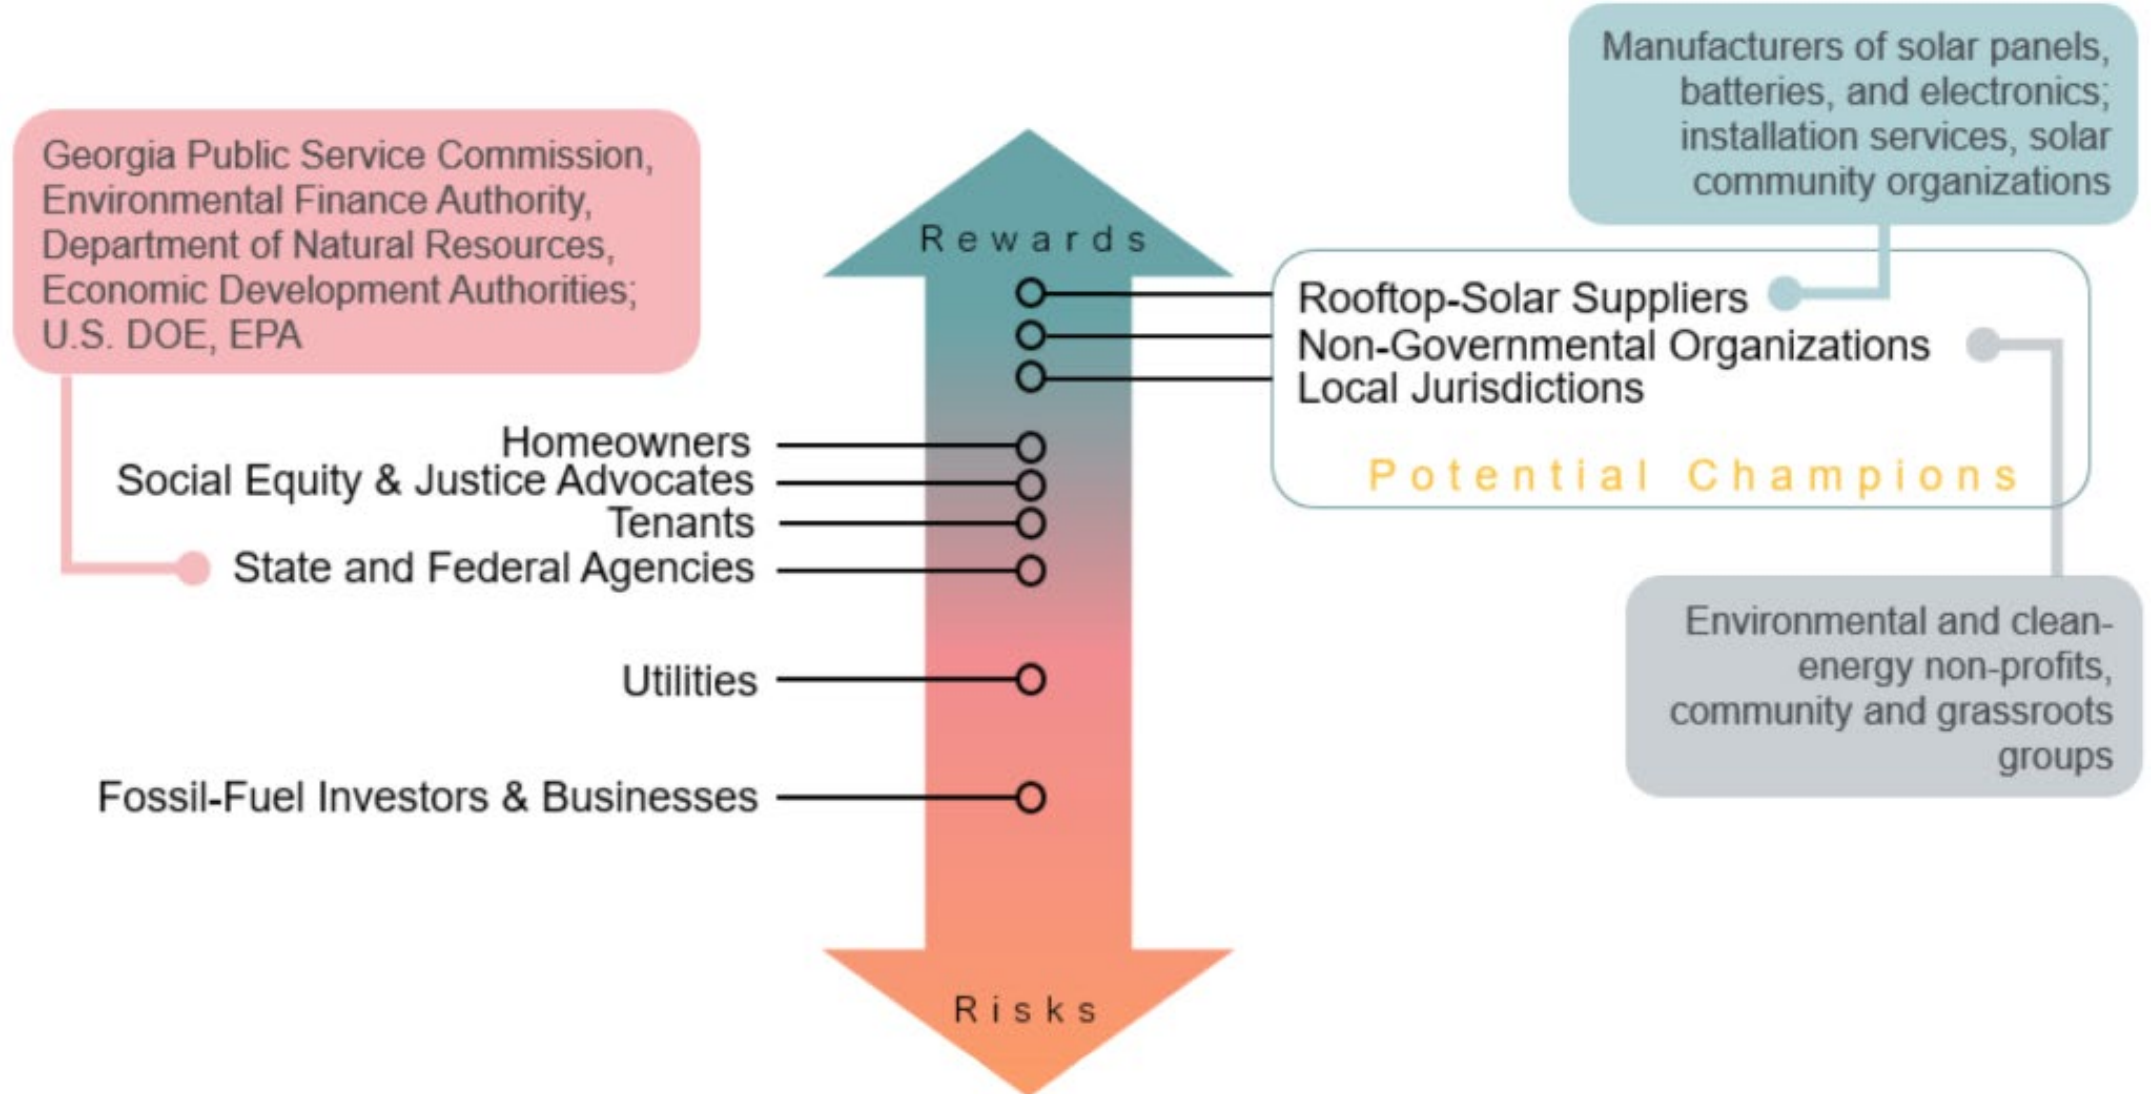 Manufacturers of solar panels,
batteries, and electronics;
installation services, solar
community organizations
Georgia Public Service Commission,
Environmental Finance Authority,
Department of Natural Resources,
Economic Development Authorities;
U.S. DOE, EPA
Rewards
Rooftop-Solar Suppliers
Non-Governmental Organizations
Local Jurisdictions
Potential Champions
Homeowners
Social Equity & Justice Advocates
Tenants
State and Federal Agencies
Utilities
Fossil-Fuel Investors & Businesses
Environmental and clean-
energy non-profits,
community and grassroots
groups
Risks